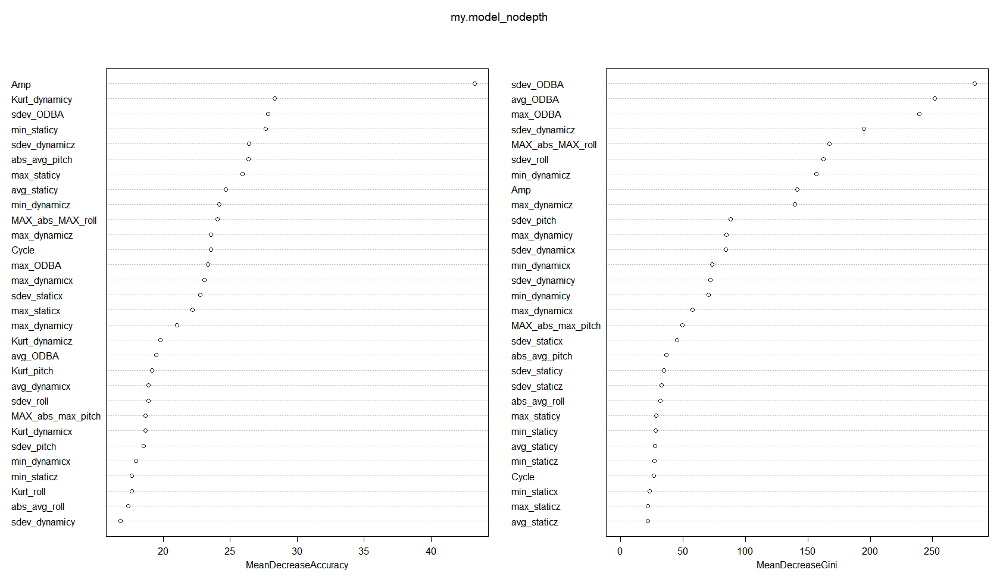 my.model_nodepth
Amp
Kurt_dynamicy
sdev_ODBA
min_staticy
sdev_dynamicz
abs_avg_pitch
max_staticy
avg_staticy
min_dynamicz
MAX_abs_MAX_roll
max_dynamicz
Cycle
max_ODBA
max_dynamicx
sdev_staticx
max_staticx
max_dynamicy
Kurt_dynamicz
avg_ODBA
Kurt_pitch
avg_dynamicx
sdev_roll
MAX_abs_max_pitch
Kurt_dynamicx
sdev_pitch
min_dynamicx
min_staticz
Kurt_roll
abs_avg_roll
sdev_dynamicy
20 25 30 35 40
MeanDecreaseAccuracy
sdev_ODBA
avg_ODBA
max_ODBA
sdev_dynamicz
MAX_abs_MAX_roll
sdev_roll
min_dynamicz
Amp
max_dynamicz
sdev_pitch
max_dynamicy
sdev_dynamicx
min_dynamicx
sdev_dynamicy
min_dynamicy
max_dynamicx
MAX_abs_max_pitch
sdev_staticx
abs_avg_pitch
sdev_staticy
sdev_staticz
abs_avg_roll
max_staticy
min_staticy
avg_staticy
min_staticz
Cycle
min_staticx
max_staticz
avg_staticz
0 50 100 150 200 250
MeanDecreaseGini